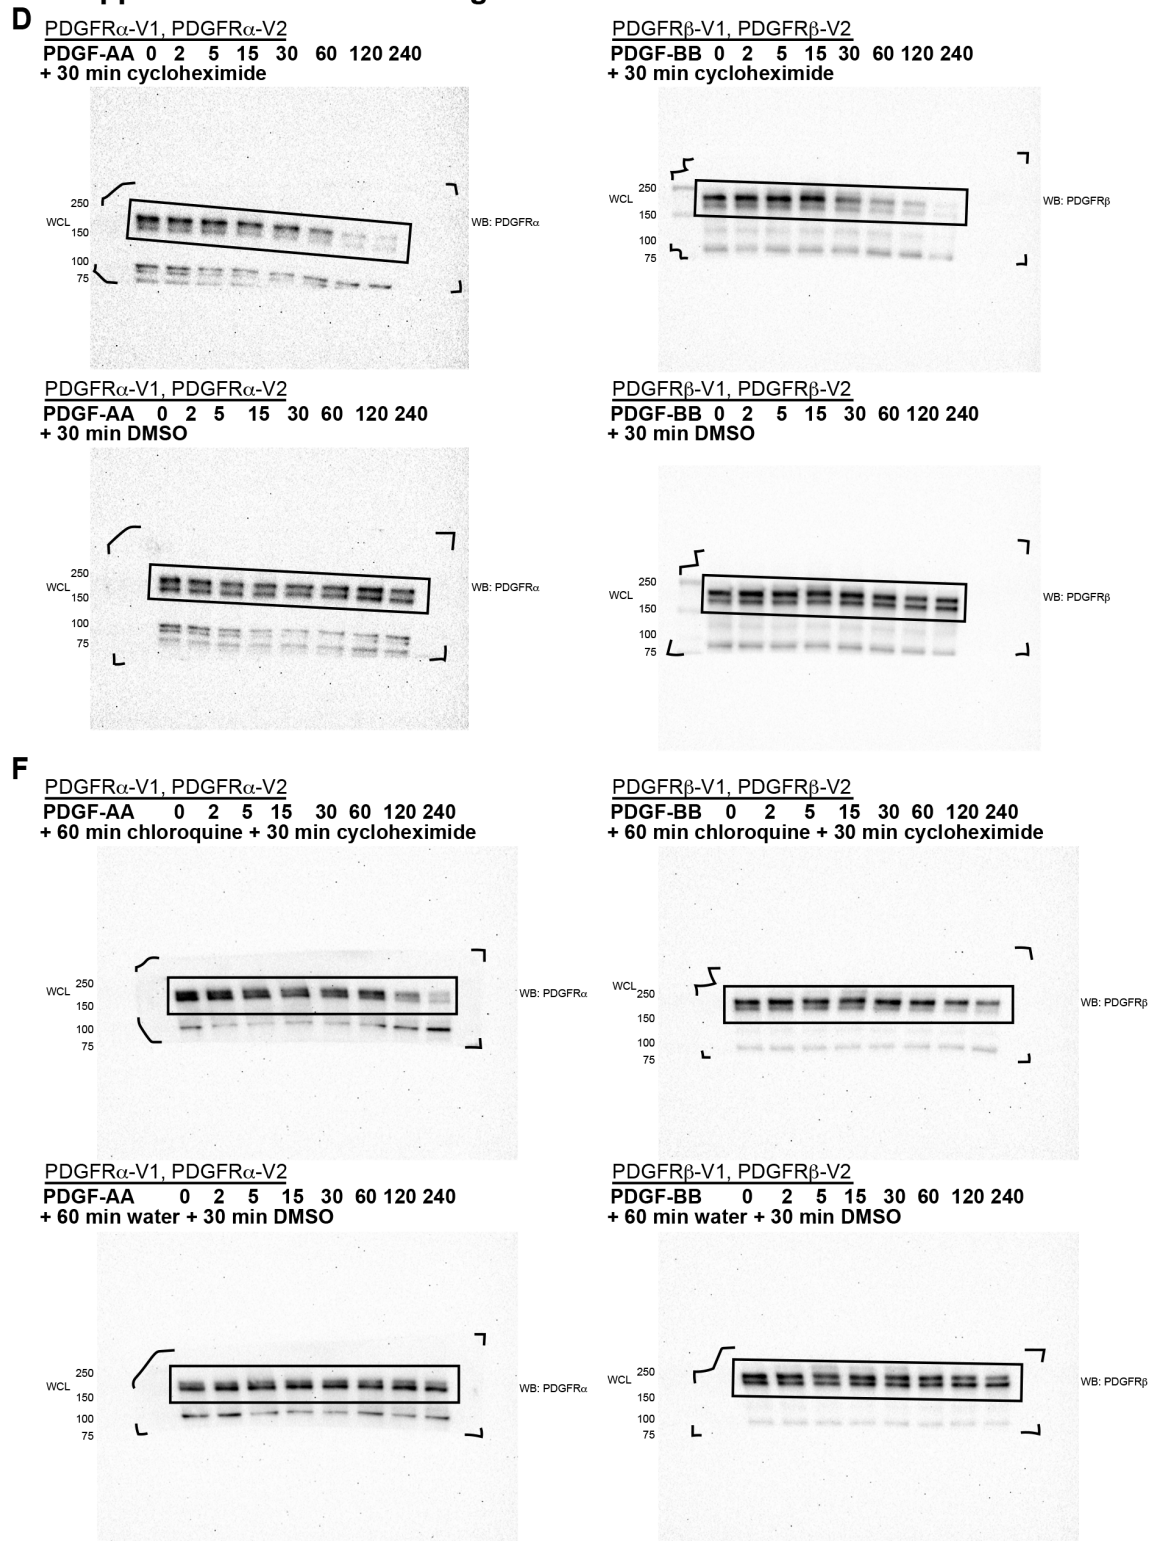 D
PDGFRα-V1, PDGFRα-V2
PDGF-AA 0 2 5 15 30 60 120 240
+ 30 min cycloheximide
250
WCL
150
100
75
WB: PDGFRα
PDGFRβ-V1, PDGFRβ-V2
PDGF-BB 0 2 5 15 30 60 120 240
+ 30 min cycloheximide
250
WCL
150
100
75
WB: PDGFRβ
PDGFRα-V1, PDGFRα-V2
PDGF-AA 0 2 5 15 30 60 120 240
+ 30 min DMSO
250
WCL
150
100
75
WB: PDGFRα
PDGFRβ-V1, PDGFRβ-V2
PDGF-BB 0 2 5 15 30 60 120 240
+ 30 min DMSO
250
WCL
150
100
75
WB: PDGFRβ
F
PDGFRα-V1, PDGFRα-V2
PDGF-AA 0 2 5 15 30 60 120 240
+ 60 min chloroquine + 30 min cycloheximide
250
WCL
150
100
75
WB: PDGFRα
PDGFRβ-V1, PDGFRβ-V2
PDGF-BB 0 2 5 15 30 60 120 240
+ 60 min chloroquine + 30 min cycloheximide
WCL
250
150
100
75
WB: PDGFRβ
PDGFRα-V1, PDGFRα-V2
PDGF-AA 0 2 5 15 30 60 120 240
+ 60 min water + 30 min DMSO
250
WCL
150
100
75
WB: PDGFRα
PDGFRβ-V1, PDGFRβ-V2
PDGF-BB 0 2 5 15 30 60 120 240
+ 60 min water + 30 min DMSO
250
WCL
150
100
75
WB: PDGFRβ